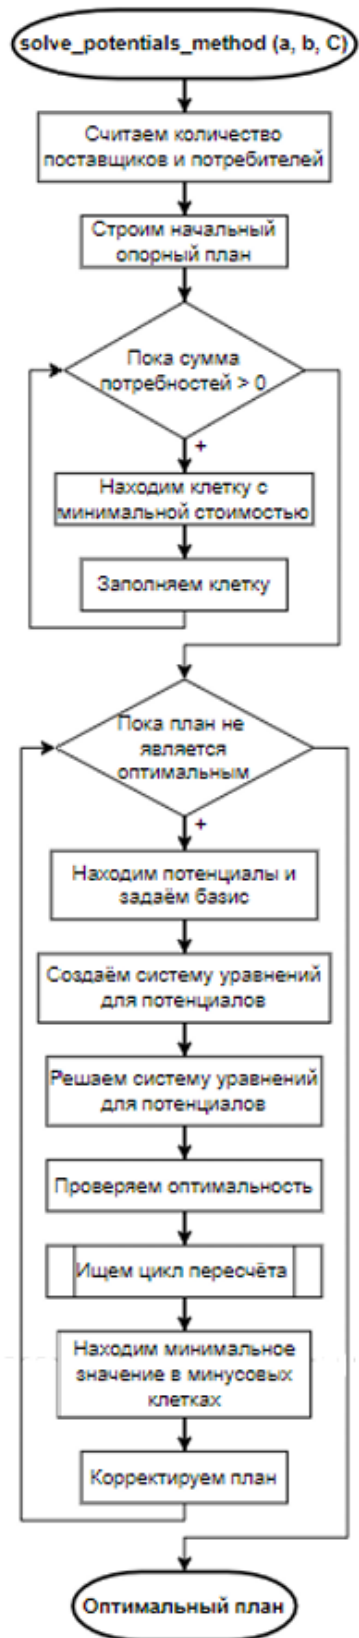 solve_potentials_method (a, b, C)
Считаем количество
поставщиков и потребителей
Строим начальный
опорный план
Пока сумма
потребностей > 0
+
Находим клетку с
минимальной стоимостью
Заполняем клетку
Пока план не
является
оптимальным
+
Находим потенциалы и
задаём базис
Создаём систему уравнений
для потенциалов
Решаем систему уравнений
для потенциалов
Проверяем оптимальность
Ищем цикл пересчёта
Находим минимальное
значение в минусовых
клетках
Корректируем план
Оптимальный план